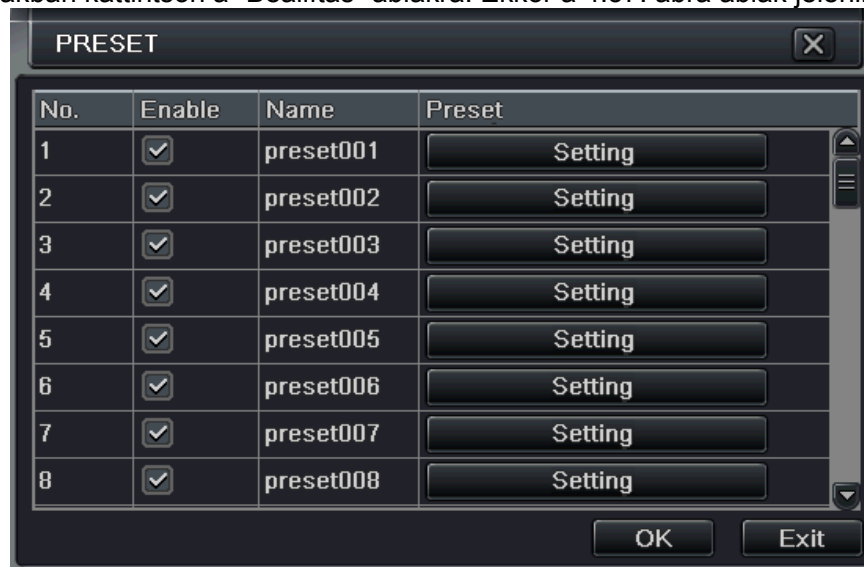 PRESET
No. Enable Name Preset
1 preset001 Setting
2 preset002 Setting
3 preset003 Setting
4 preset004 Setting
5 preset005 Setting
6 preset006 Setting
7 preset007 Setting
8 preset008 Setting
OK Exit